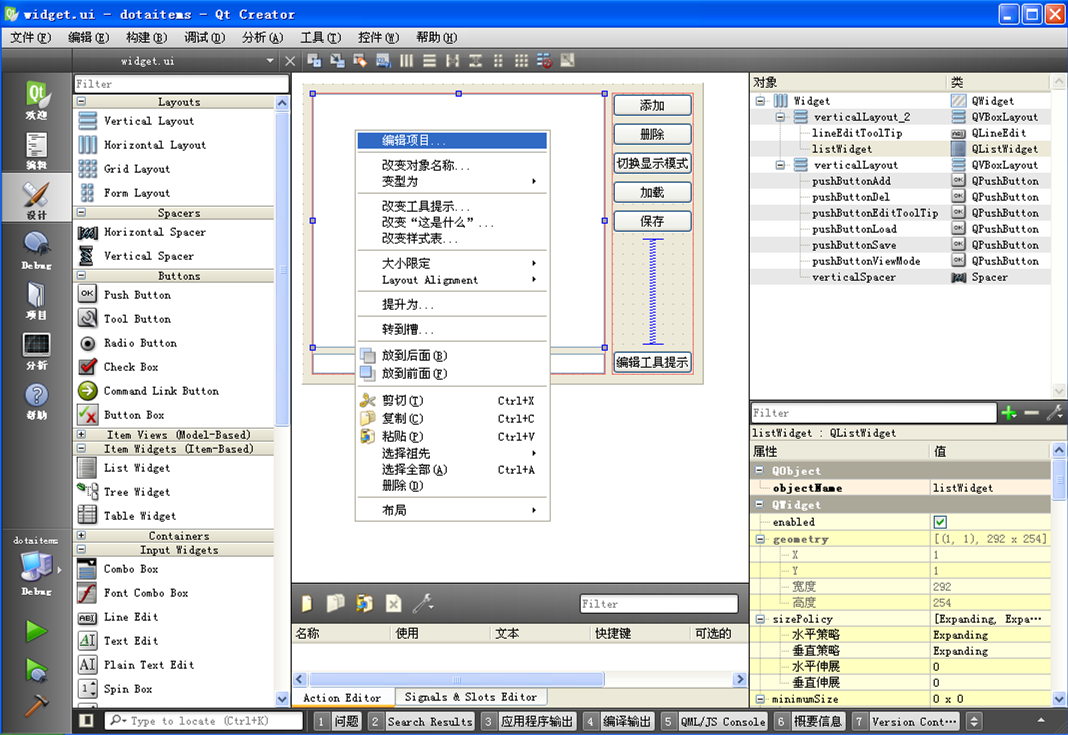 widget.ui - dotaitems - Qt Creator
文件(F) 编辑(E) 构建(B) 调试(D) 分析(A) 工具(T) 控件(W) 帮助(H)
widget.ui
欢迎
编辑
设计
Debug
项目
分析
帮助
dotaitems
Debug
Filter
Layouts
Vertical Layout
Horizontal Layout
Grid Layout
Form Layout
Spacers
Horizontal Spacer
Vertical Spacer
Buttons
Push Button
Tool Button
Radio Button
Check Box
Command Link Button
Button Box
Item Views (Model-Based)
Item Widgets (Item-Based)
List Widget
Tree Widget
Table Widget
Containers
Input Widgets
Combo Box
Font Combo Box
Line Edit
Text Edit
Plain Text Edit
Spin Box
编辑项目...
改变对象名称...
变型为
改变工具提示...
改变“这是什么”...
改变样式表...
大小限定
Layout Alignment
提升为...
转到槽...
放到后面(B)
放到前面(F)
剪切(T) Ctrl+X
复制(C) Ctrl+C
粘贴(P) Ctrl+V
选择祖先
选择全部(A) Ctrl+A
删除(D)
布局
添加
删除
切换显示模式
加载
保存
编辑工具提示
Filter
名称 使用 文本 快捷键 可选的
Action Editor Signals & Slots Editor
对象 类
Widget QWidget
verticalLayout_2 QVBoxLayout
lineEditToolTip QLineEdit
listWidget QListWidget
verticalLayout QVBoxLayout
pushButtonAdd QPushButton
pushButtonDel QPushButton
pushButtonEditToolTip QPushButton
pushButtonLoad QPushButton
pushButtonSave QPushButton
pushButtonViewMode QPushButton
verticalSpacer Spacer
Filter
listWidget : QListWidget
属性 值
QObject
objectName listWidget
QWidget
enabled
geometry [(1, 1), 292 x 254]
X 1
Y 1
宽度 292
高度 254
sizePolicy [Expanding, Expa...
水平策略 Expanding
垂直策略 Expanding
水平伸展 0
垂直伸展 0
minimumSize 0 x 0
Type to locate (Ctrl+K) 1 问题 2 Search Results 3 应用程序输出 4 编译输出 5 QML/JS Console 6 概要信息 7 Version Cont...